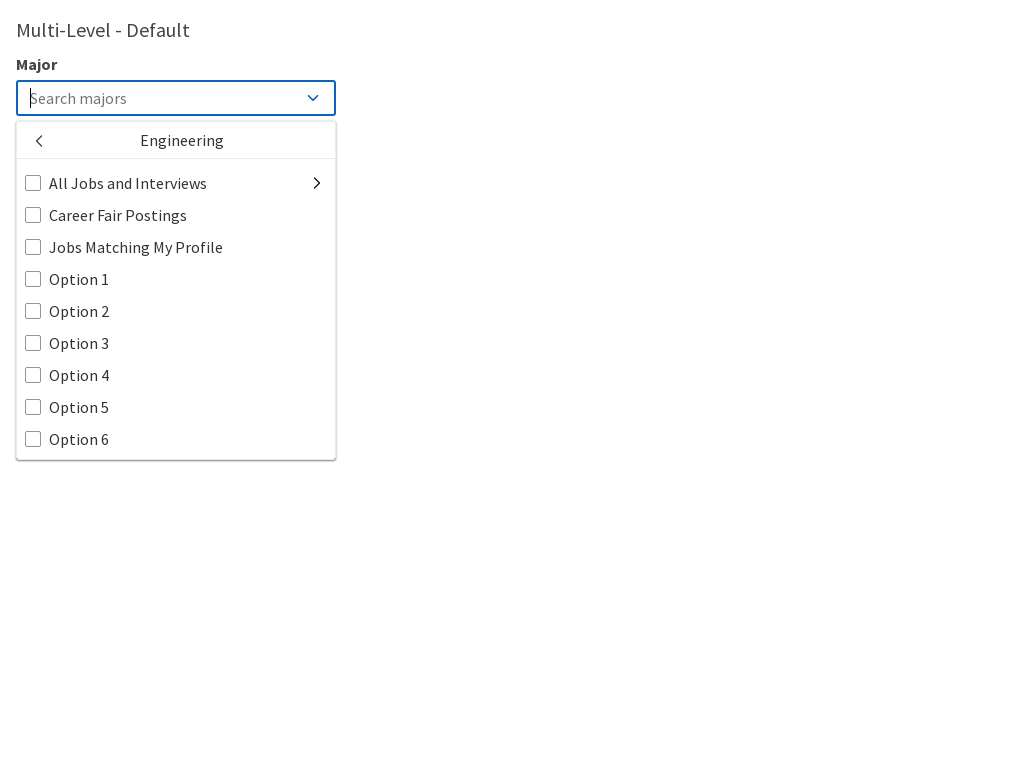 Multi-Level - Default
Major
Search majors
Engineering
All Jobs and Interviews
Career Fair Postings
Jobs Matching My Profile
Option 1
Option 2
Option 3
Option 4
Option 5
Option 6